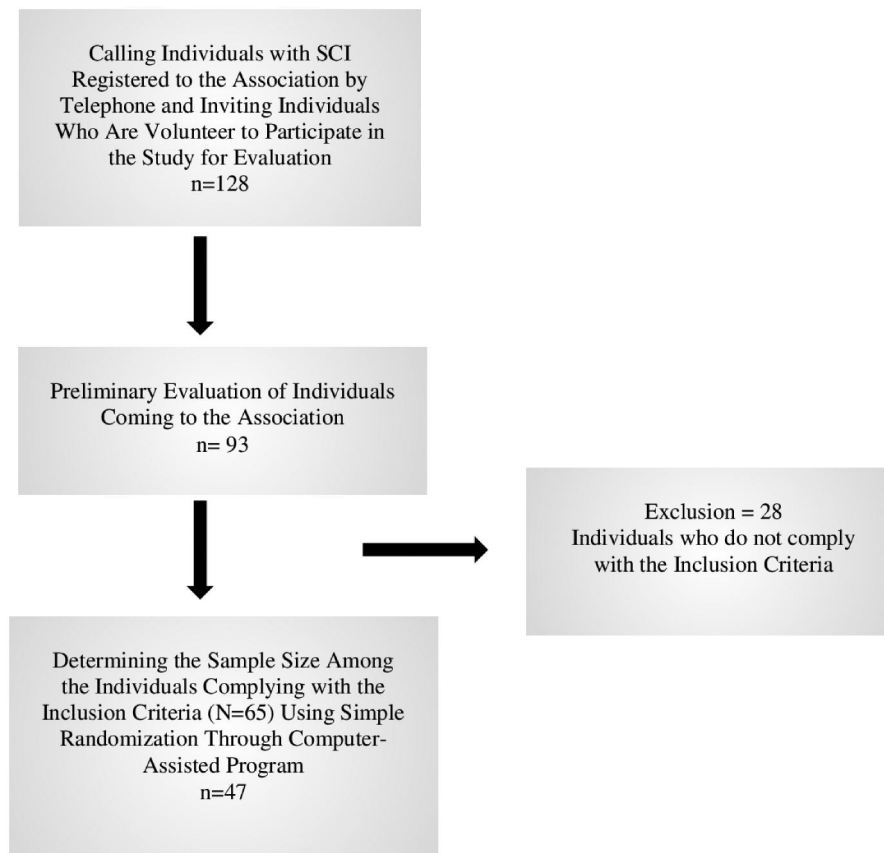 Calling Individuals with SCI
Registered to the Association by
Telephone and Inviting Individuals
Who Are Volunteer to Participate in
the Study for Evaluation
n=128
Preliminary Evaluation of Individuals
Coming to the Association
n= 93
Exclusion = 28
Individuals who do not comply
with the Inclusion Criteria
Determining the Sample Size Among
the Individuals Complying with the
Inclusion Criteria (N=65) Using Simple
Randomization Through Computer-
Assisted Program
n=47